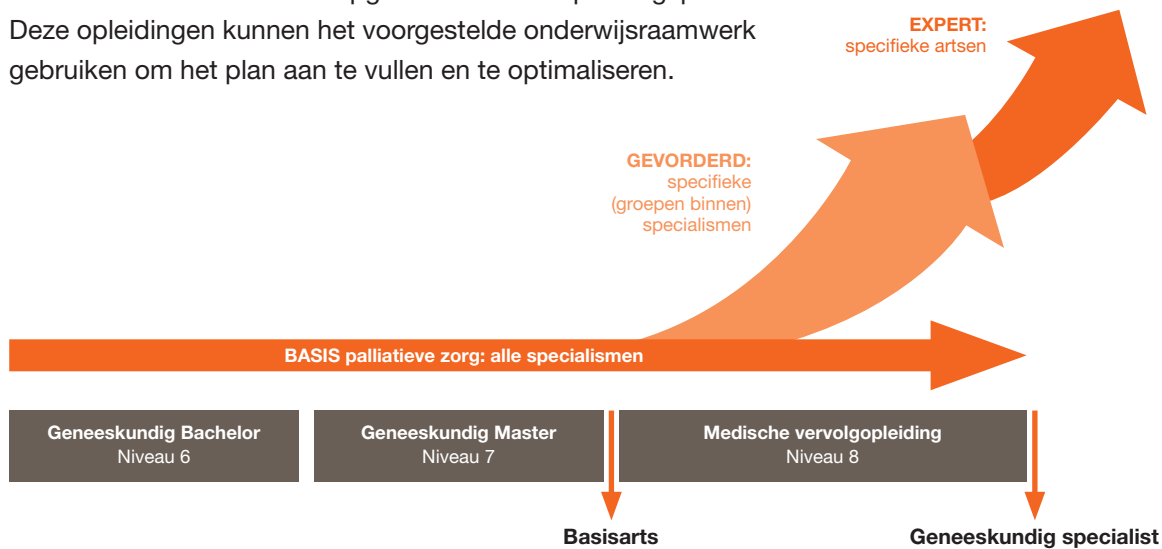 Deze opleidingen kunnen het voorgestelde onderwijsraamwerk
gebruiken om het plan aan te vullen en te optimaliseren.
EXPERT:
specifieke artsen
GEVORDERD:
specifieke
(groepen binnen)
specialismen
BASIS palliatieve zorg: alle specialismen
Geneeskundig Bachelor
Niveau 6
Geneeskundig Master
Niveau 7
Medische vervolgopleiding
Niveau 8
Basisarts
Geneeskundig specialist